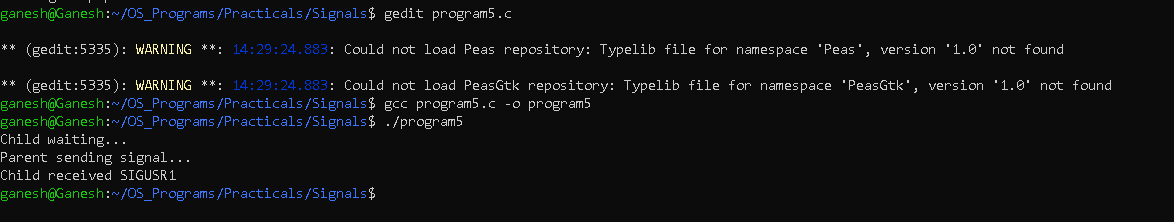 ganesh@Ganesh:~/OS_Programs/Practicals/Signals$ gedit program5.c
** (gedit:5335): WARNING **: 14:29:24.883: Could not load Peas repository: Typelib file for namespace 'Peas', version '1.0' not found
** (gedit:5335): WARNING **: 14:29:24.883: Could not load PeasGtk repository: Typelib file for namespace 'PeasGtk', version '1.0' not found
ganesh@Ganesh:~/OS_Programs/Practicals/Signals$ gcc program5.c -o program5
ganesh@Ganesh:~/OS_Programs/Practicals/Signals$ ./program5
Child waiting...
Parent sending signal...
Child received SIGUSR1
ganesh@Ganesh:~/OS_Programs/Practicals/Signals$